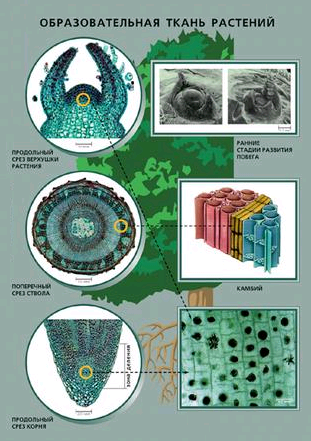 ОБРАЗОВАТЕЛЬНАЯ ТКАНЬ РАСТЕНИЙ
ПРОДОЛЬНЫЙ
СРЕЗ ВЕРХУШКИ
РАСТЕНИЯ
РАННИЕ
СТАДИИ РАЗВИТИЯ
ПОБЕГА
ПОПЕРЕЧНЫЙ
СРЕЗ СТВОЛА
КАМБИЙ
ЗОНА ДЕЛЕНИЯ
ПРОДОЛЬНЫЙ
СРЕЗ КОРНЯ